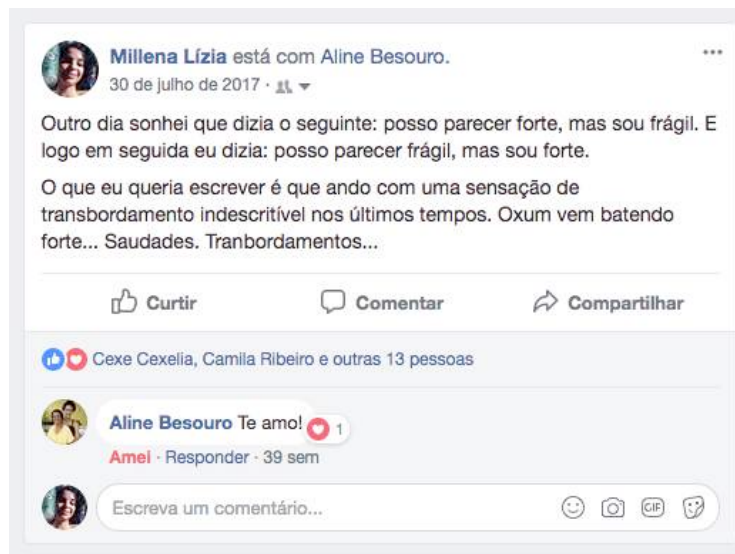 Millena Lízia está com Aline Besouro.
30 de julho de 2017 ·
Outro dia sonhei que dizia o seguinte: posso parecer forte, mas sou frágil. E
logo em seguida eu dizia: posso parecer frágil, mas sou forte.
O que eu queria escrever é que ando com uma sensação de
transbordamento indescritível nos últimos tempos. Oxum vem batendo
forte... Saudades. Tranbordamentos...
Curtir Comentar Compartilhar
Cexe Cexelia, Camila Ribeiro e outras 13 pessoas
Aline Besouro Te amo! 1
Amei · Responder · 39 sem
Escreva um comentário... GIF